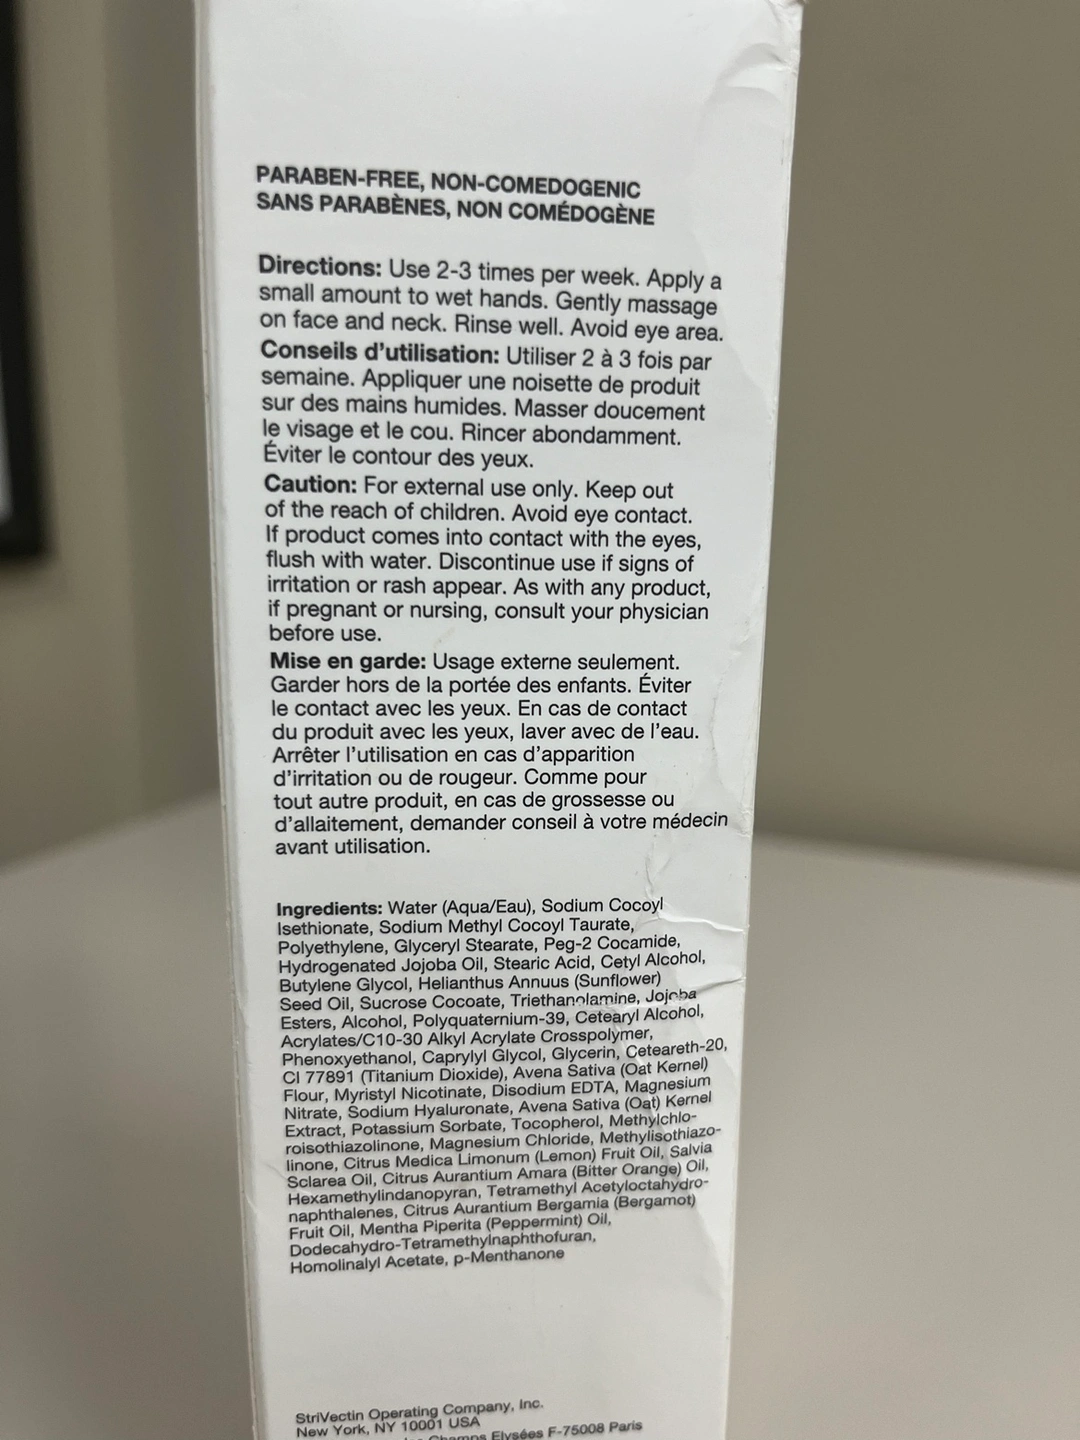 PARABEN-FREE, NON-COMEDOGENIC
SANS PARABÈNES, NON COMÉDOGÈNE
Directions: Use 2-3 times per week. Apply a
small amount to wet hands. Gently massage
on face and neck. Rinse well. Avoid eye area.
Conseils d'utilisation: Utiliser 2 à 3 fois par
semaine. Appliquer une noisette de produit
sur des mains humides. Masser doucement
le visage et le cou. Rincer abondamment.
Éviter le contour des yeux.
Caution: For external use only. Keep out
of the reach of children. Avoid eye contact.
If product comes into contact with the eyes,
flush with water. Discontinue use if signs of
irritation or rash appear. As with any product,
if pregnant or nursing, consult your physician
before use.
Mise en garde: Usage externe seulement.
Garder hors de la portée des enfants. Éviter
le contact avec les yeux. En cas de contact
du produit avec les yeux, laver avec de l'eau.
Arrêter l'utilisation en cas d'apparition
d'irritation ou de rougeur. Comme pour
tout autre produit, en cas de grossesse ou
d'allaitement, demander conseil à votre médecin
avant utilisation.
Ingredients: Water (Aqua/Eau), Sodium Cocoyl
Isethionate, Sodium Methyl Cocoyl Taurate,
Polyethylene, Glyceryl Stearate, Peg-2 Cocamide,
Hydrogenated Jojoba Oil, Stearic Acid, Cetyl Alcohol,
Butylene Glycol, Helianthus Annuus (Sunflower)
Seed Oil, Sucrose Cocoate, Triethanolamine, Jojoba
Esters, Alcohol, Polyquaternium-39, Cetearyl Alcohol,
Acrylates/C10-30 Alkyl Acrylate Crosspolymer,
Phenoxyethanol, Caprylyl Glycol, Glycerin, Ceteareth-20,
CI 77891 (Titanium Dioxide), Avena Sativa (Oat Kernel)
Flour, Myristyl Nicotinate, Disodium EDTA, Magnesium
Nitrate, Sodium Hyaluronate, Avena Sativa (Oat) Kernel
Extract, Potassium Sorbate, Tocopherol, Methylchlo-
roisothiazolinone, Magnesium Chloride, Methylisothiazo-
linone, Citrus Medica Limonum (Lemon) Fruit Oil, Salvia
Sclarea Oil, Citrus Aurantium Amara (Bitter Orange) Oil,
Hexamethylindanopyran, Tetramethyl Acetyloctahydro-
naphthalenes, Citrus Aurantium Bergamia (Bergamot)
Fruit Oil, Mentha Piperita (Peppermint) Oil,
Dodecahydro-Tetramethylnaphthofuran,
Homolinalyl Acetate, p-Menthanone
StriVectin Operating Company, Inc.
New York, NY 10001 USA
Champs Elysées F-75008 Paris